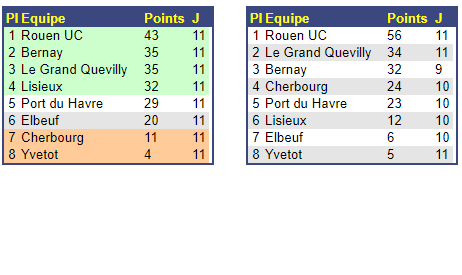 Pl Equipe Points J
1 Rouen UC 43 11
2 Bernay 35 11
3 Le Grand Quevilly 35 11
4 Lisieux 32 11
5 Port du Havre 29 11
6 Elbeuf 20 11
7 Cherbourg 11 11
8 Yvetot 4 11
Pl Equipe Points J
1 Rouen UC 56 11
2 Le Grand Quevilly 34 11
3 Bernay 32 9
4 Cherbourg 24 10
5 Port du Havre 23 10
6 Lisieux 12 10
7 Elbeuf 6 10
8 Yvetot 5 11